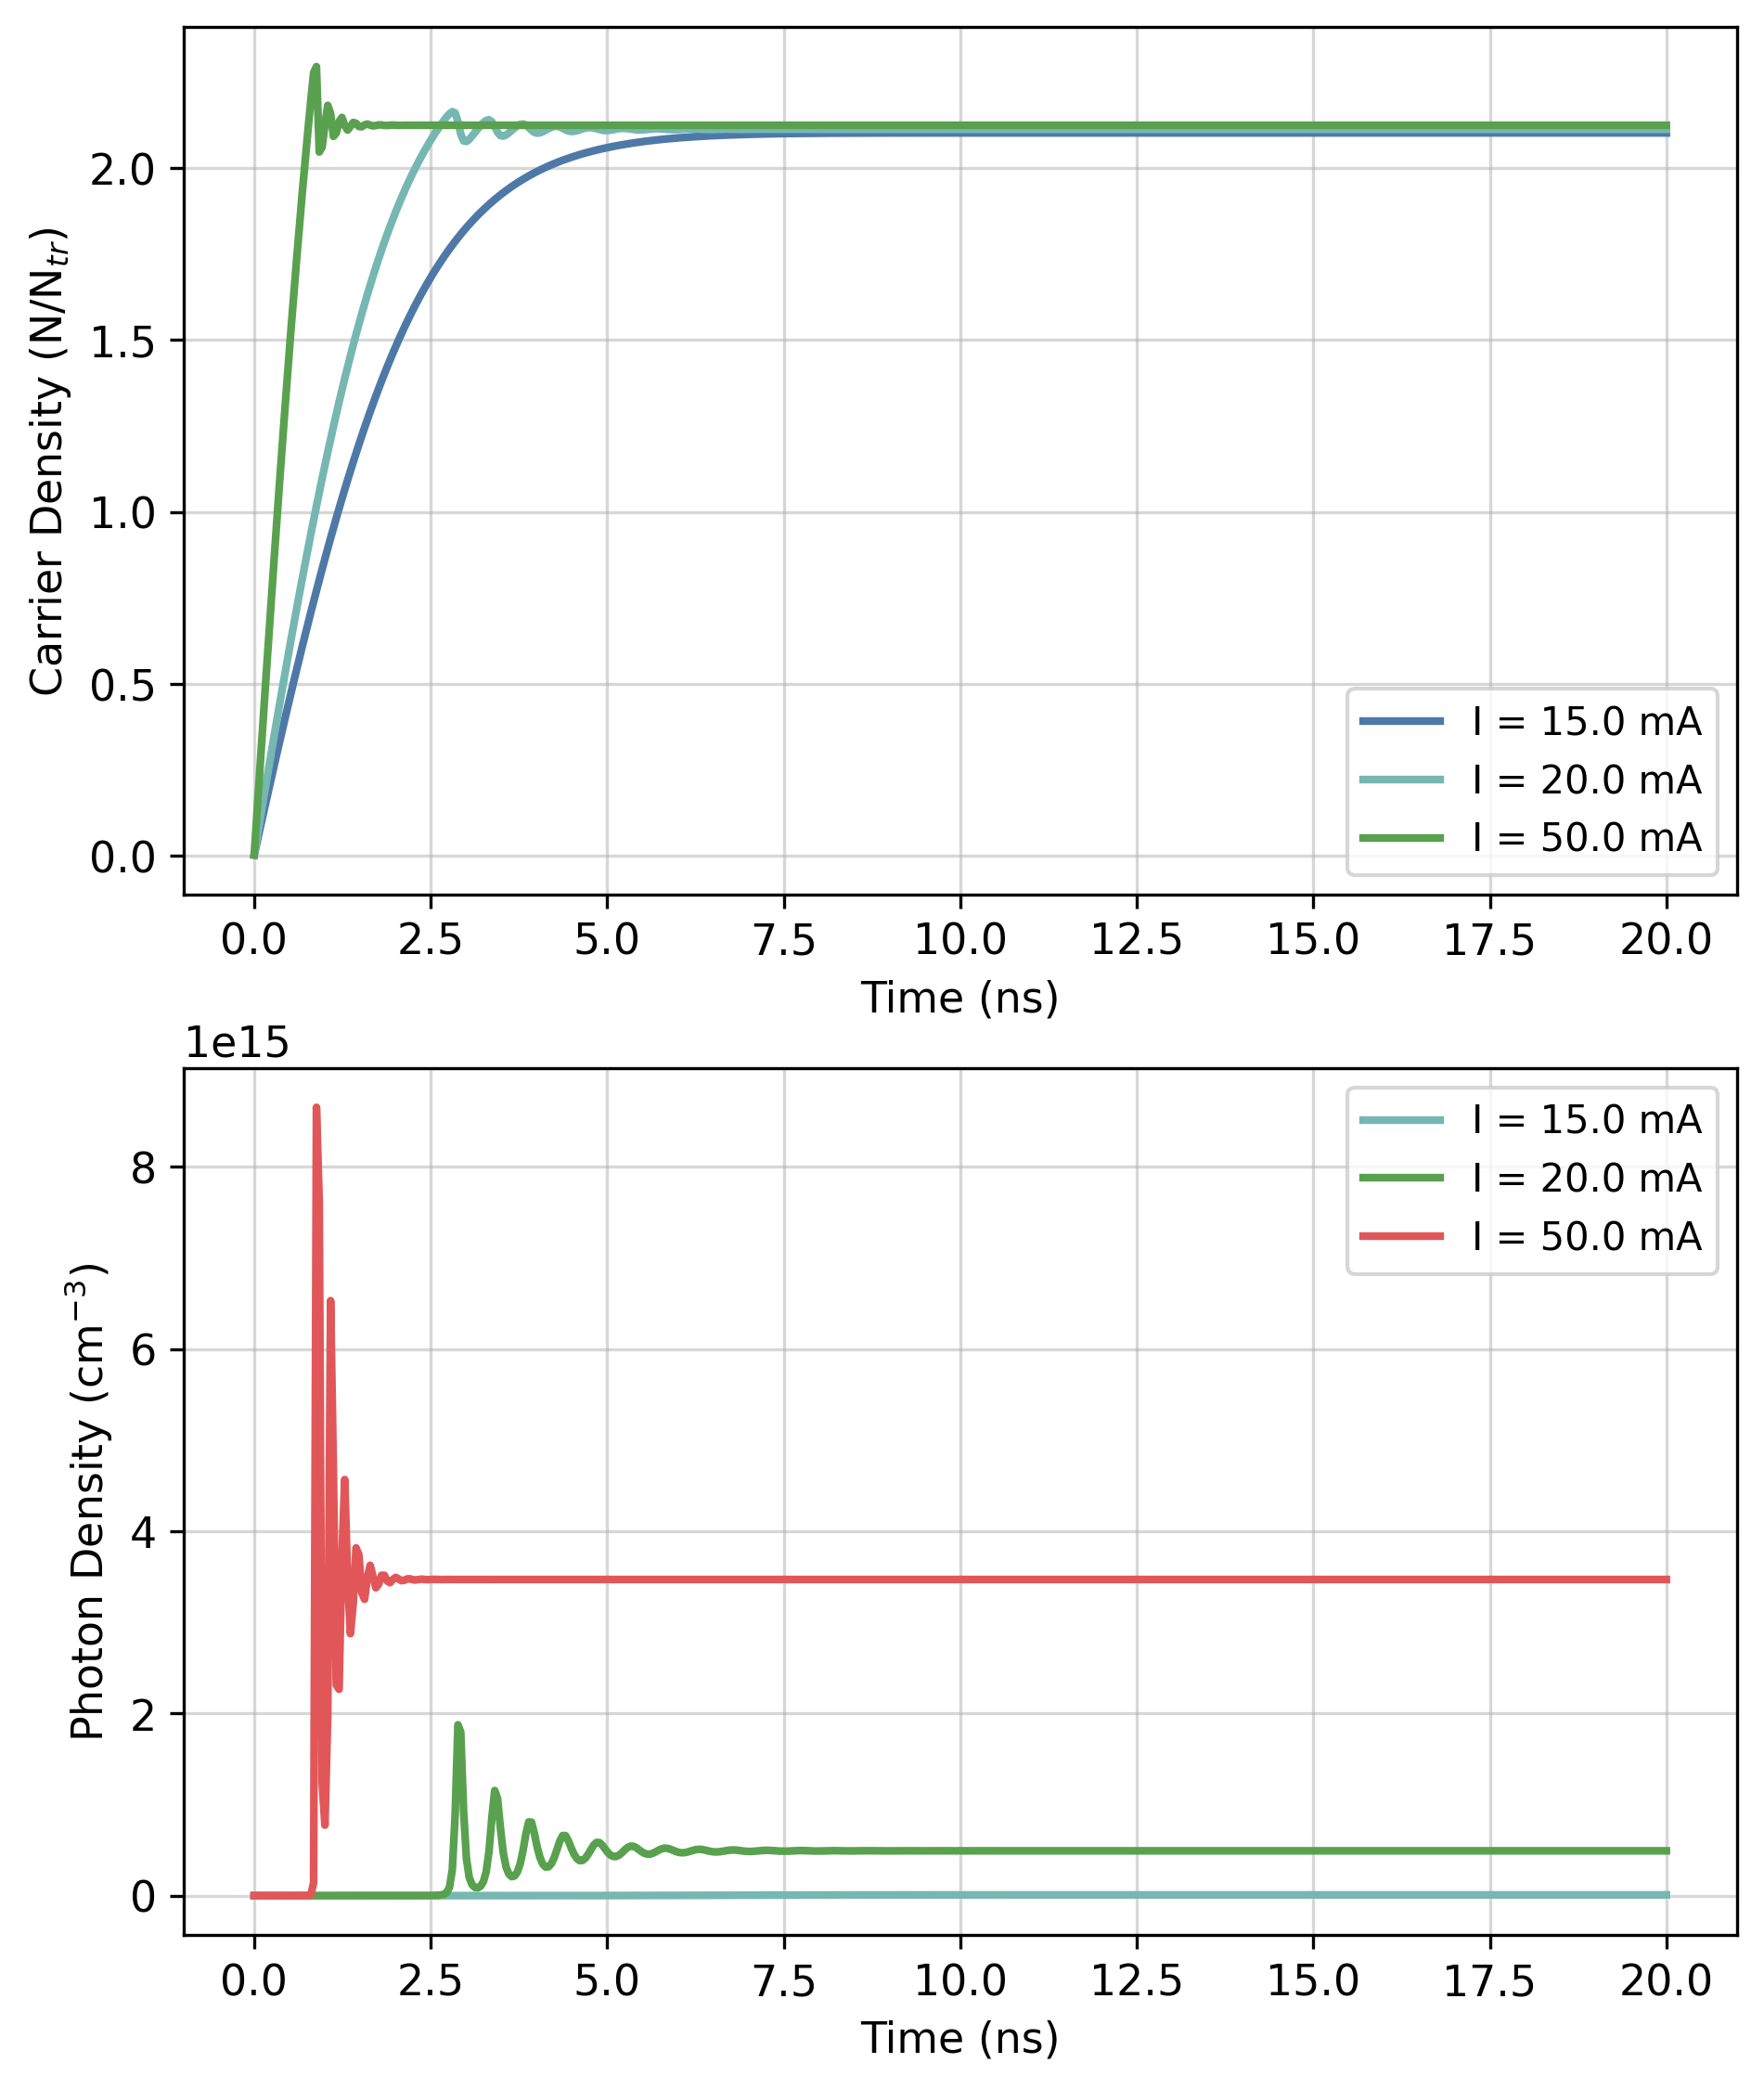 Carrier Density (N/N$_{tr}$)
2.0
1.5
1.0
0.5
0.0
I = 15.0 mA
I = 20.0 mA
I = 50.0 mA
0.0 2.5 5.0 7.5 10.0 12.5 15.0 17.5 20.0
Time (ns)
1e15
Photon Density (cm⁻³)
8
6
4
2
0
I = 15.0 mA
I = 20.0 mA
I = 50.0 mA
0.0 2.5 5.0 7.5 10.0 12.5 15.0 17.5 20.0
Time (ns)